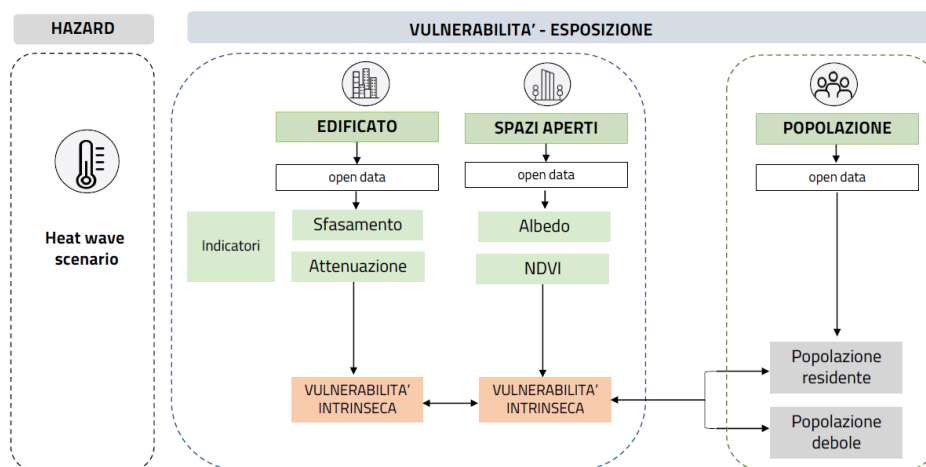 HAZARD
VULNERABILITA’ - ESPOSIZIONE
EDIFICATO
SPAZI APERTI
POPOLAZIONE
open data
open data
open data
Heat wave
scenario
Indicatori
Sfasamento
Attenuazione
Albedo
NDVI
VULNERABILITA’
INTRINSECA
VULNERABILITA’
INTRINSECA
Popolazione
residente
Popolazione
debole